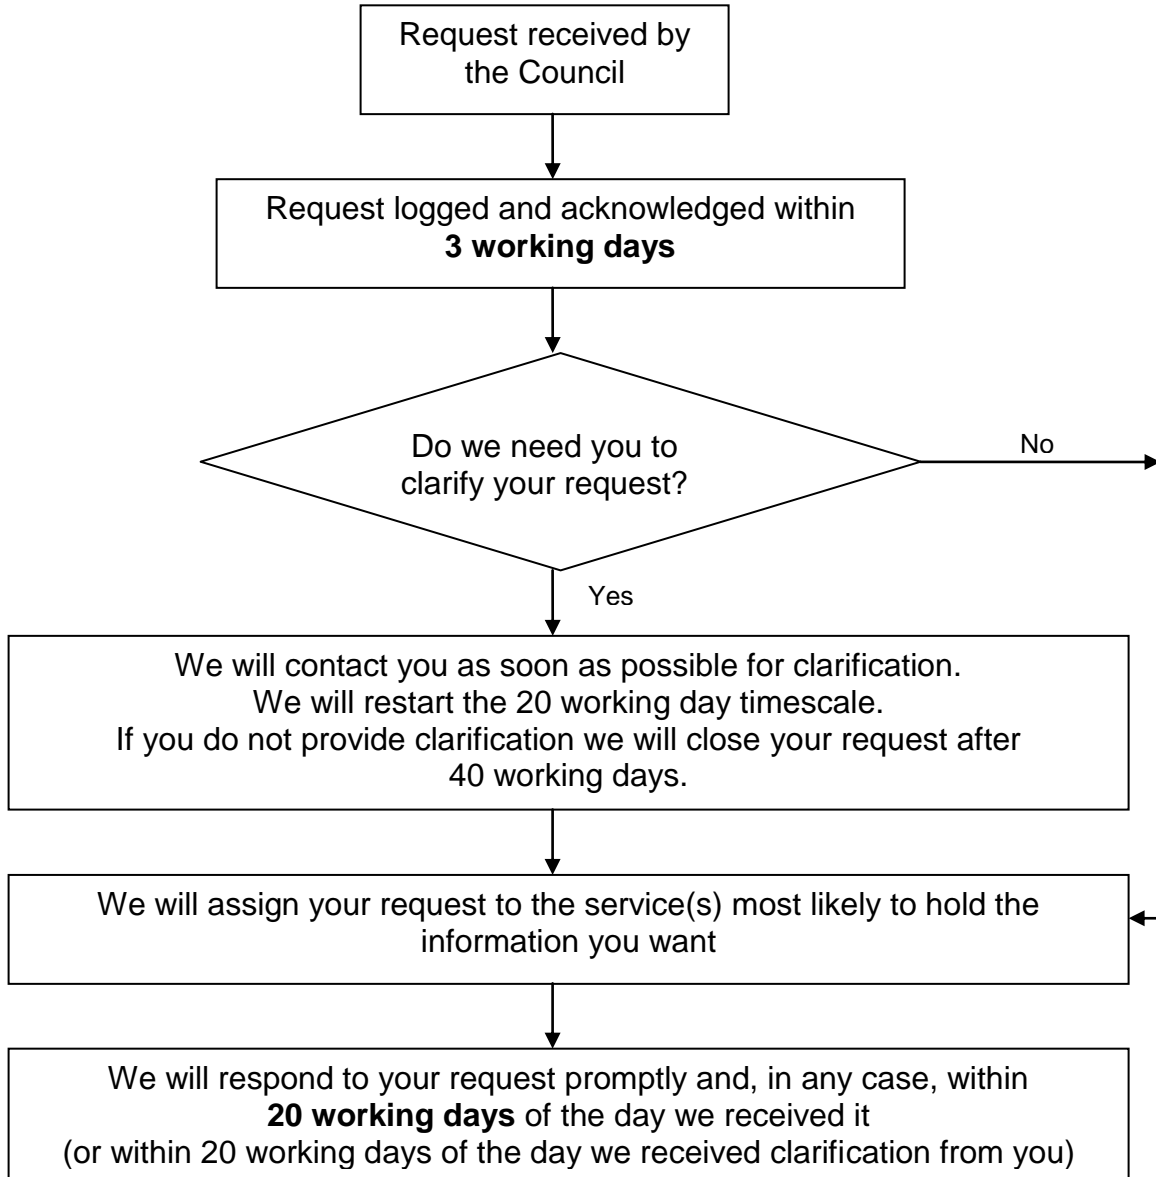 Request received by
the Council
Request logged and acknowledged within
3 working days
Do we need you to
clarify your request?
No
Yes
We will contact you as soon as possible for clarification.
We will restart the 20 working day timescale.
If you do not provide clarification we will close your request after
40 working days.
We will assign your request to the service(s) most likely to hold the
information you want
We will respond to your request promptly and, in any case, within
20 working days of the day we received it
(or within 20 working days of the day we received clarification from you)